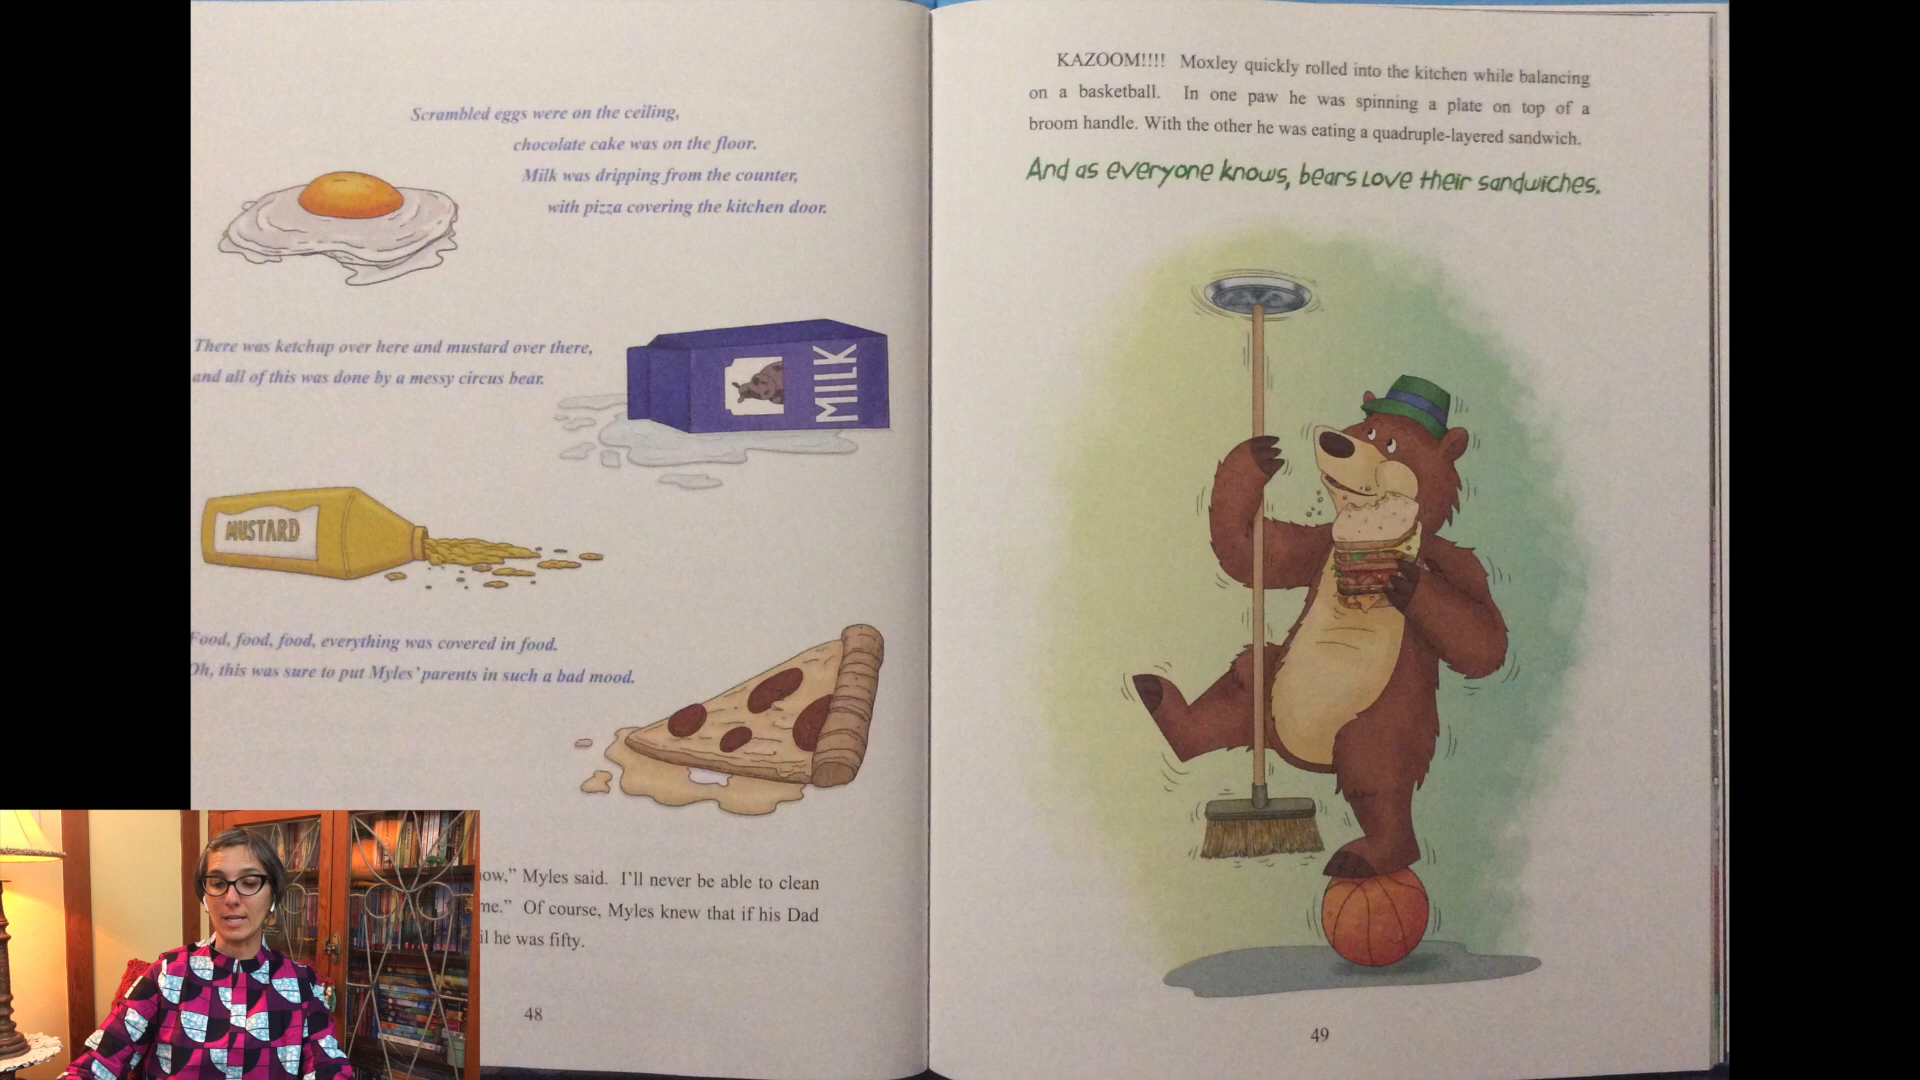 Scrambled eggs were on the ceiling,
chocolate cake was on the floor.
Milk was dripping from the counter,
with pizza covering the kitchen door.
There was ketchup over here and mustard over there,
and all of this was done by a messy circus bear.
MILK
MUSTARD
Food, food, food, everything was covered in food.
Oh, this was sure to put Myles' parents in such a bad mood.
Myles said. I'll never be able to clean
me." Of course, Myles knew that if his Dad
he was fifty.
48
KAZOOM!!!! Moxley quickly rolled into the kitchen while balancing
on a basketball. In one paw he was spinning a plate on top of a
broom handle. With the other he was eating a quadruple-layered sandwich.
And as everyone knows, bears love their sandwiches.
49